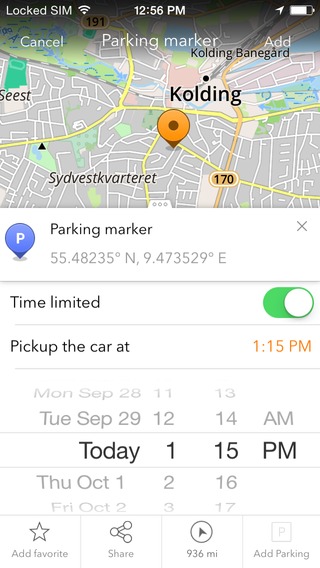 Locked SIM 12:56 PM
191
Cancel Parking marker Add
Kolding Banegård
Seest
Kolding
Sydvestkvarteret
170
Parking marker
P
55.48235° N, 9.473529° E
Time limited
Pickup the car at 1:15 PM
Mon Sep 28 11 13
Tue Sep 29 12 14 AM
Today 1 15 PM
Thu Oct 1 2 16
Fri Oct 2 3 17
P
Add favorite Share 936 mi Add Parking